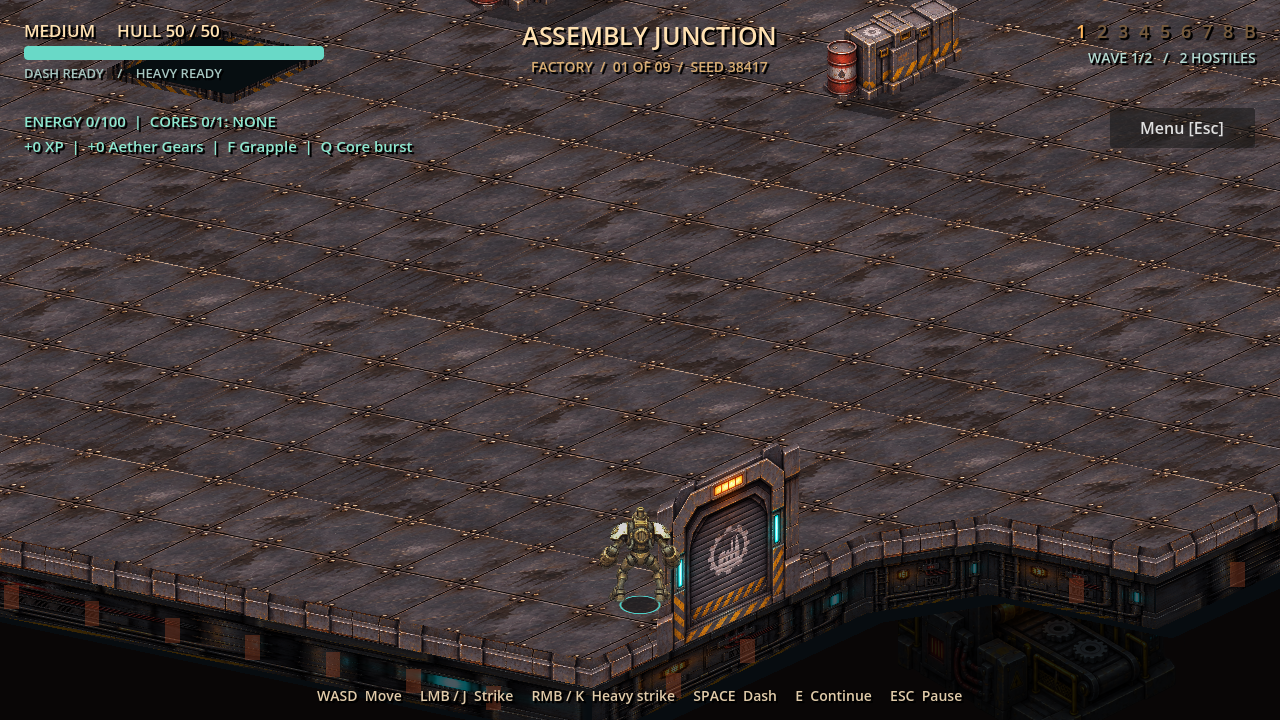 MEDIUM HULL 50 / 50
DASH READY / HEAVY READY
ENERGY 0/100 | CORES 0/1: NONE
+0 XP | +0 Aether Gears | F Grapple | Q Core burst
ASSEMBLY JUNCTION
FACTORY / 01 OF 09 / SEED 38417
1 2 3 4 5 6 7 8 B
WAVE 1/2 / 2 HOSTILES
Menu [Esc]
WASD Move LMB / J Strike RMB / K Heavy strike SPACE Dash E Continue ESC Pause